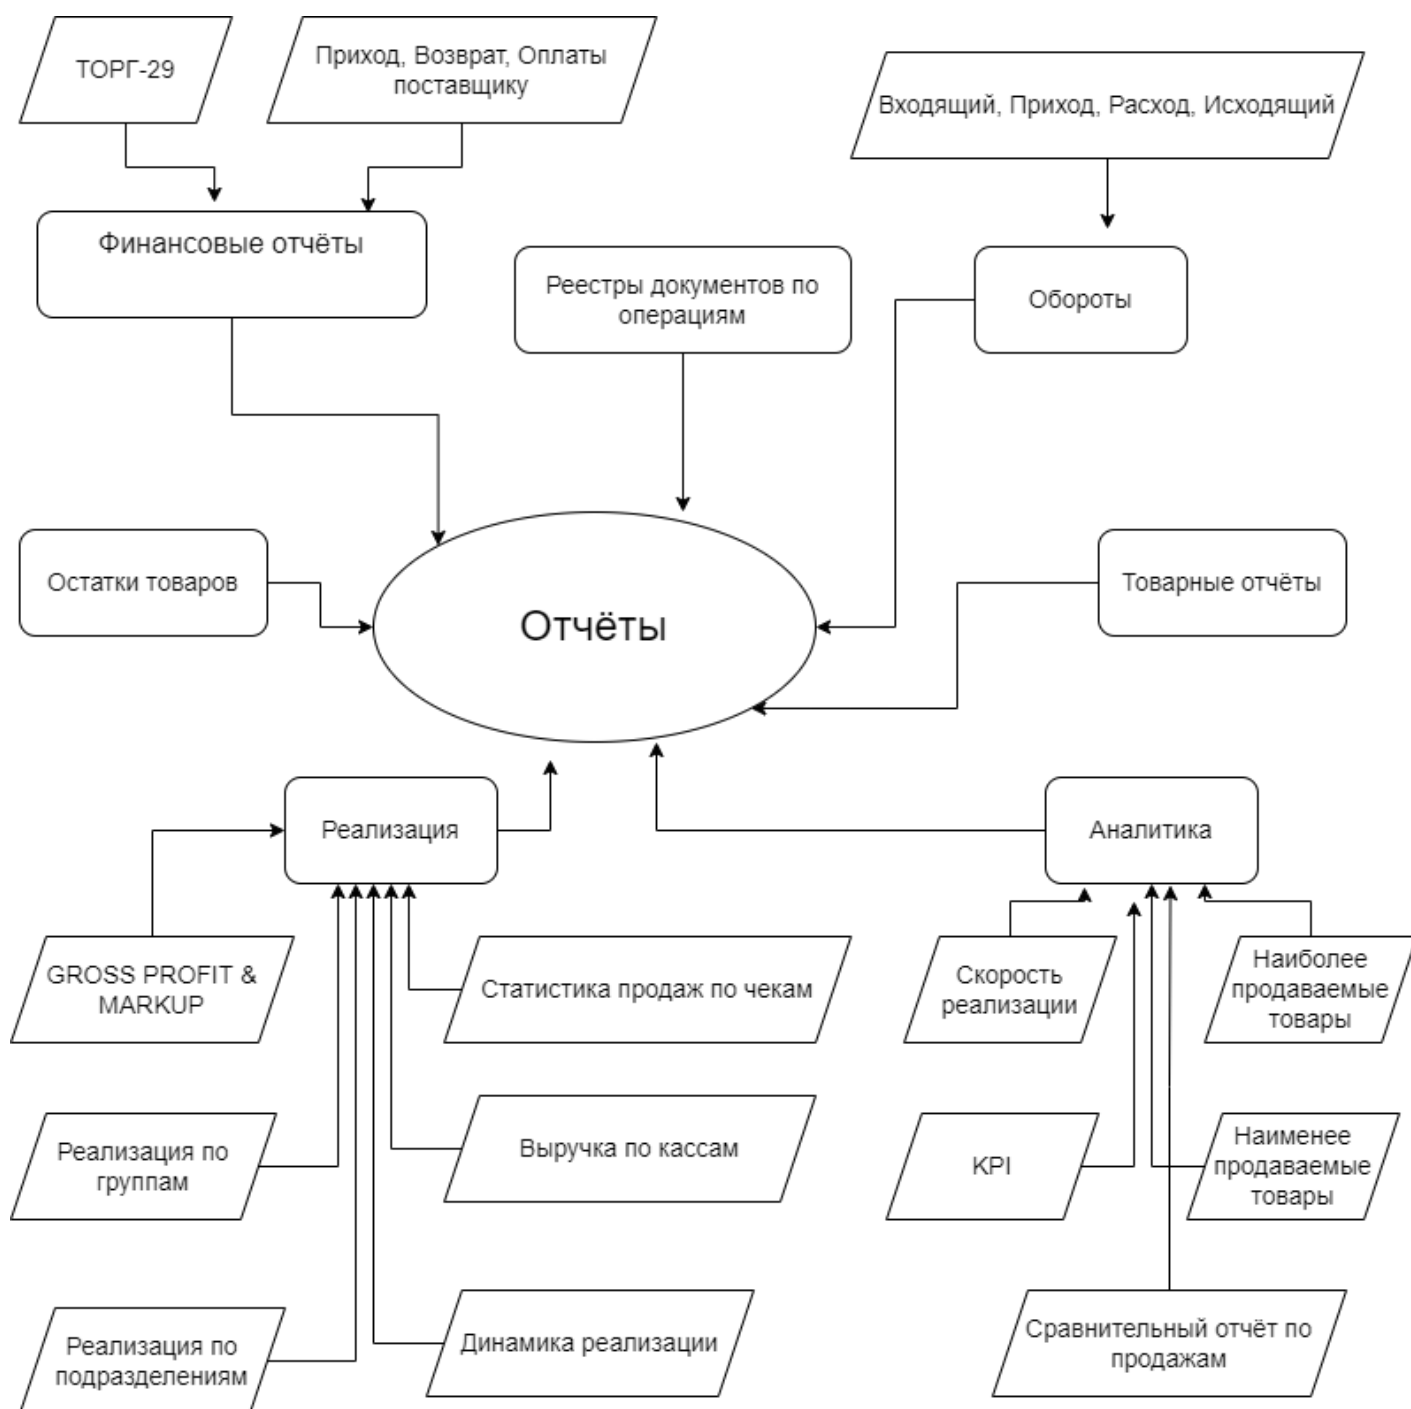 ТОРГ-29
Приход, Возврат, Оплаты
поставщику
Входящий, Приход, Расход, Исходящий
Финансовые отчёты
Реестры документов по
операциям
Обороты
Остатки товаров
Отчёты
Товарные отчёты
Реализация
Аналитика
GROSS PROFIT &
MARKUP
Статистика продаж по чекам
Скорость
реализации
Наиболее
продаваемые
товары
Реализация по
группам
Выручка по кассам
KPI
Наименее
продаваемые
товары
Реализация по
подразделениям
Динамика реализации
Сравнительный отчёт по
продажам